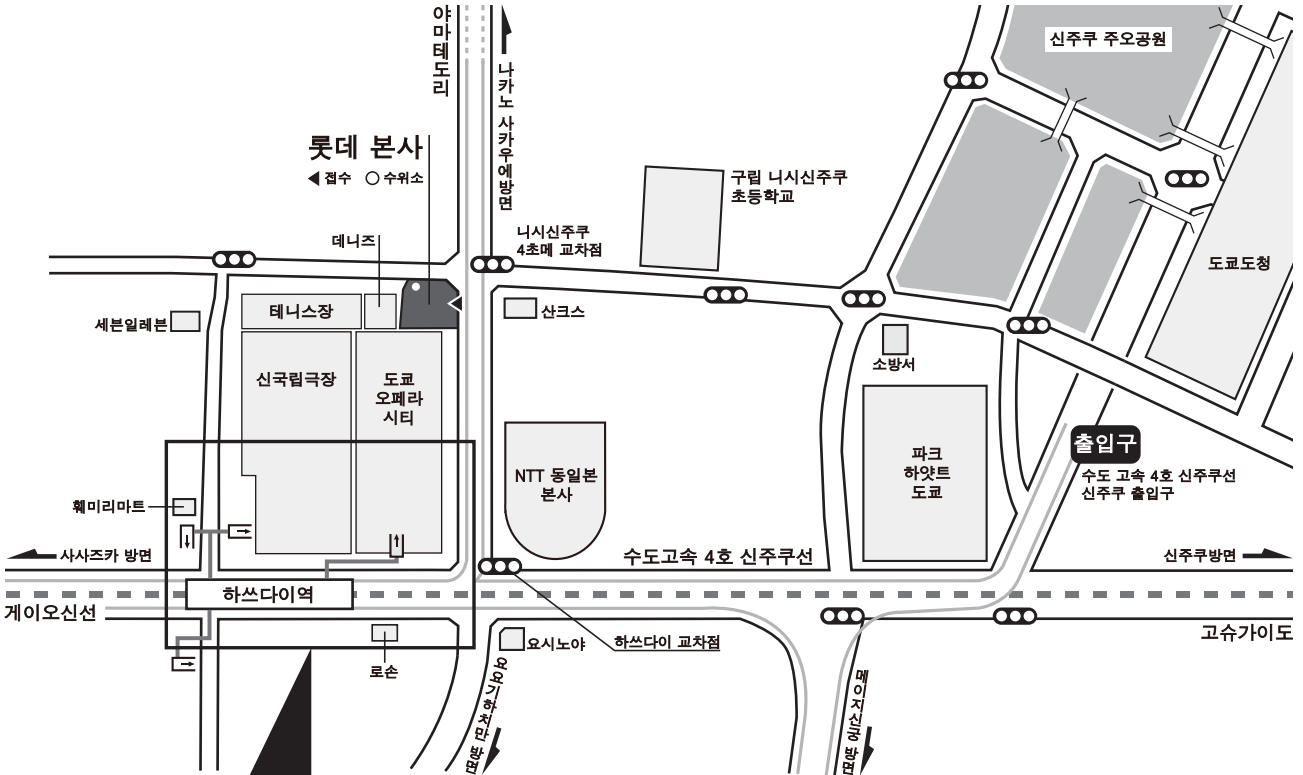 야마테도리
나카노 사카우에방면
신주쿠 주오공원
롯데 본사
접수 수위소
구립 니시신주쿠
초등학교
데니즈
니시신주쿠
4초메 교차점
도쿄도청
세븐일레븐
테니스장
산크스
소방서
신국립극장
도쿄
오페라
시티
출입구
수도 고속 4호 신주쿠선
신주쿠 출입구
파크
하얏트
도쿄
NTT 동일본
본사
훼미리마트
사사즈카 방면
수도고속 4호 신주쿠선
신주쿠방면
하쓰다이역
게이오신선
고슈가이도
로손
요시노야
하쓰다이 교차점
요요기하치만 방면
메이지신궁 방면